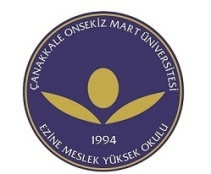 ÇANAKKALE ONSEKİZ MART ÜNİVERSİTESİ
1994
EZİNE MESLEK YÜKSEK OKULU